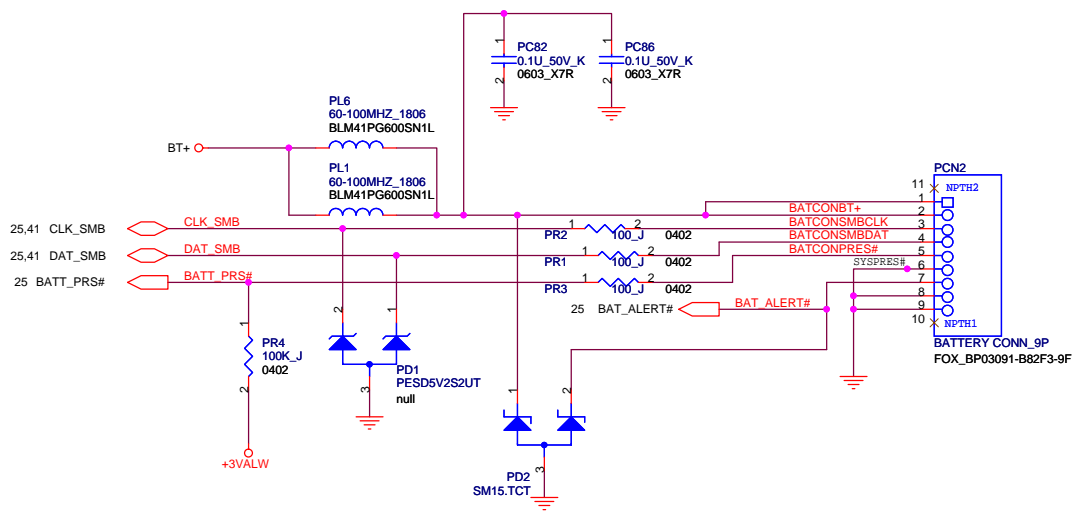 1
PC82
0.1U_50V_K
0603_X7R
2
1
PC86
0.1U_50V_K
0603_X7R
2
PL6
60-100MHZ_1806
BLM41PG600SN1L
BT+
PL1
60-100MHZ_1806
BLM41PG600SN1L
PCN2
11
NPTH2
1
BATCONBT+
2
25,41 CLK_SMB
CLK_SMB
1
2
PR2
100_J
0402
BATCONSMBCLK
3
25,41 DAT_SMB
DAT_SMB
1
2
PR1
100_J
0402
BATCONSMBDAT
4
25 BATT_PRS#
BATT_PRS#
1
2
PR3
100_J
0402
BATCONPRES#
5
SYSPRES#
6
7
25 BAT_ALERT#
BAT_ALERT#
8
9
10
NPTH1
BATTERY CONN_9P
FOX_BP03091-B82F3-9F
1
PR4
100K_J
0402
2
+3VALW
2
1
PD1
PESD5V2S2UT
null
3
1
2
PD2
SM15.TCT
3